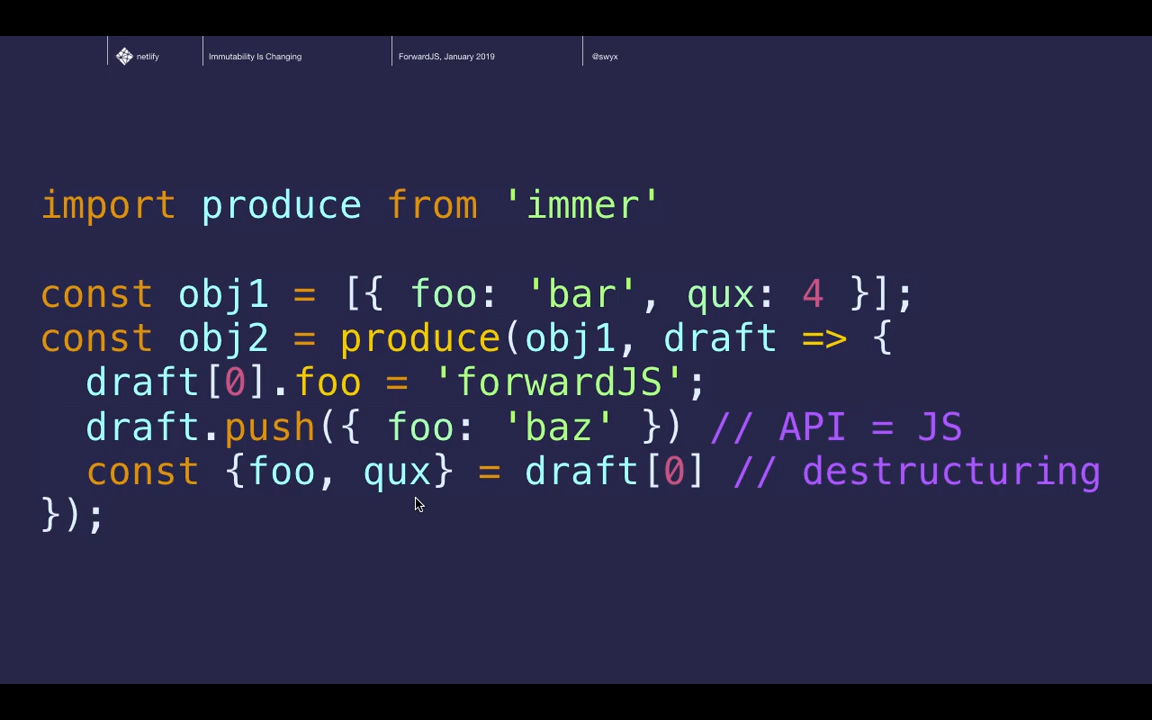 netlify
Immutability Is Changing
ForwardJS, January 2019
@swyx
import produce from 'immer'
const obj1 = [{ foo: 'bar', qux: 4 }];
const obj2 = produce(obj1, draft => {
  draft[0].foo = 'forwardJS';
  draft.push({ foo: 'baz' }) // API = JS
  const {foo, qux} = draft[0] // destructuring
});